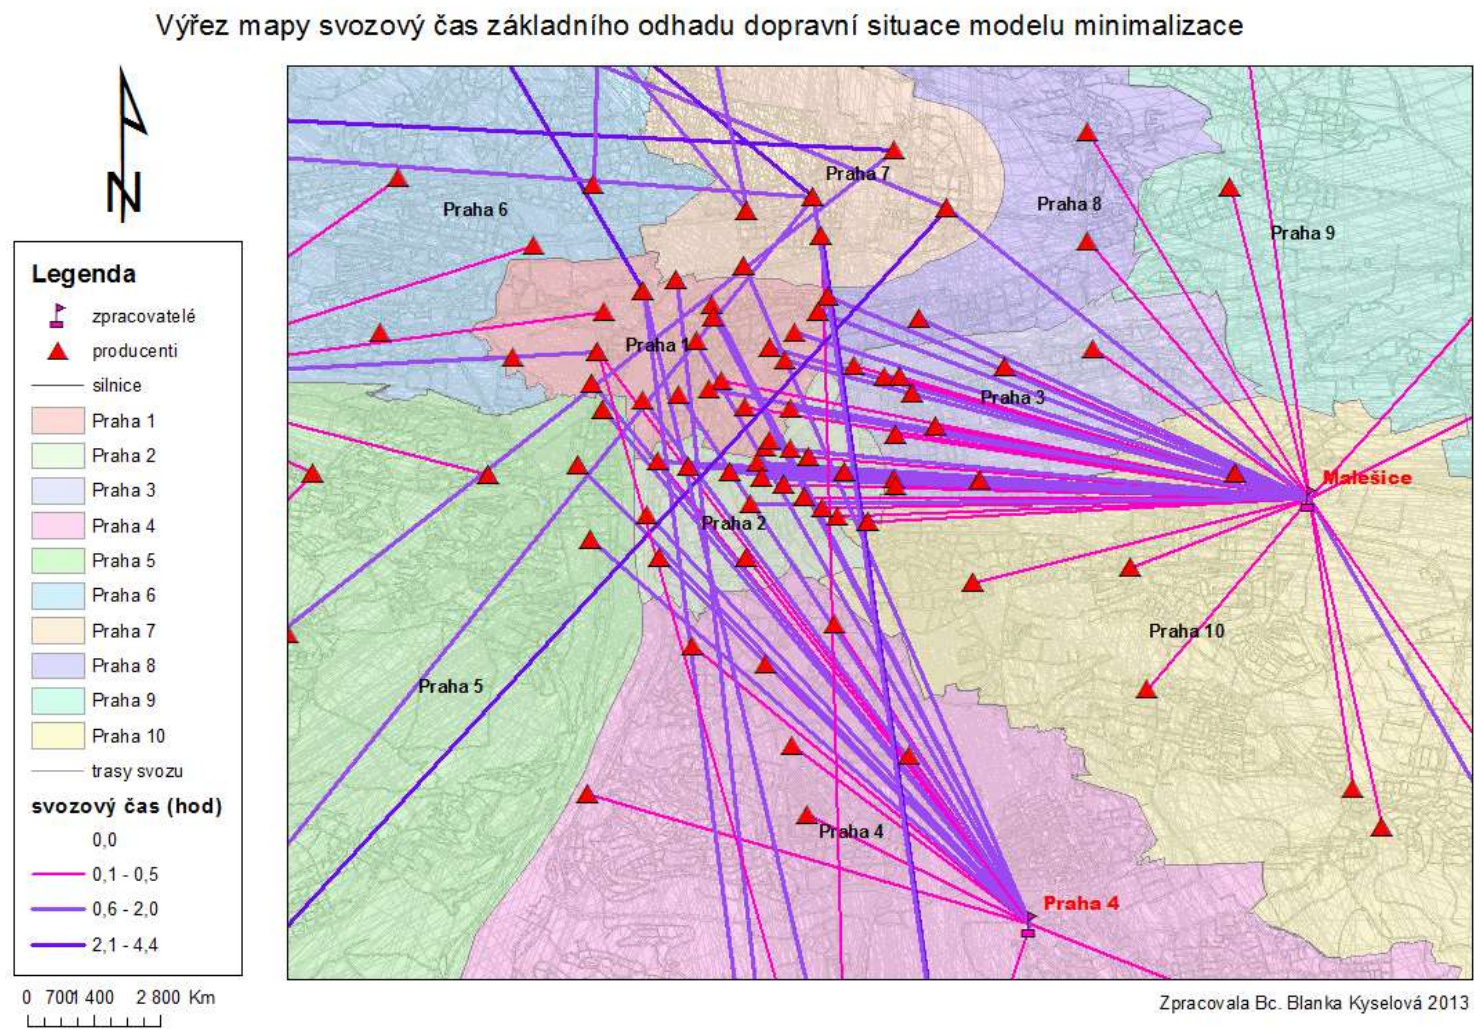 Výřez mapy svozový čas základního odhadu dopravní situace modelu minimalizace
N
Legenda
zpracovatelé
producenti
silnice
Praha 1
Praha 2
Praha 3
Praha 4
Praha 5
Praha 6
Praha 7
Praha 8
Praha 9
Praha 10
trasy svozu
svozový čas (hod)
0,0
0,1 - 0,5
0,6 - 2,0
2,1 - 4,4
0 7001 400 2 800 Km
Praha 7
Praha 6
Praha 8
Praha 9
Praha 1
Praha 3
Malešice
Praha 2
Praha 10
Praha 5
Praha 4
Praha 4
Zpracovala Bc. Blanka Kyselová 2013